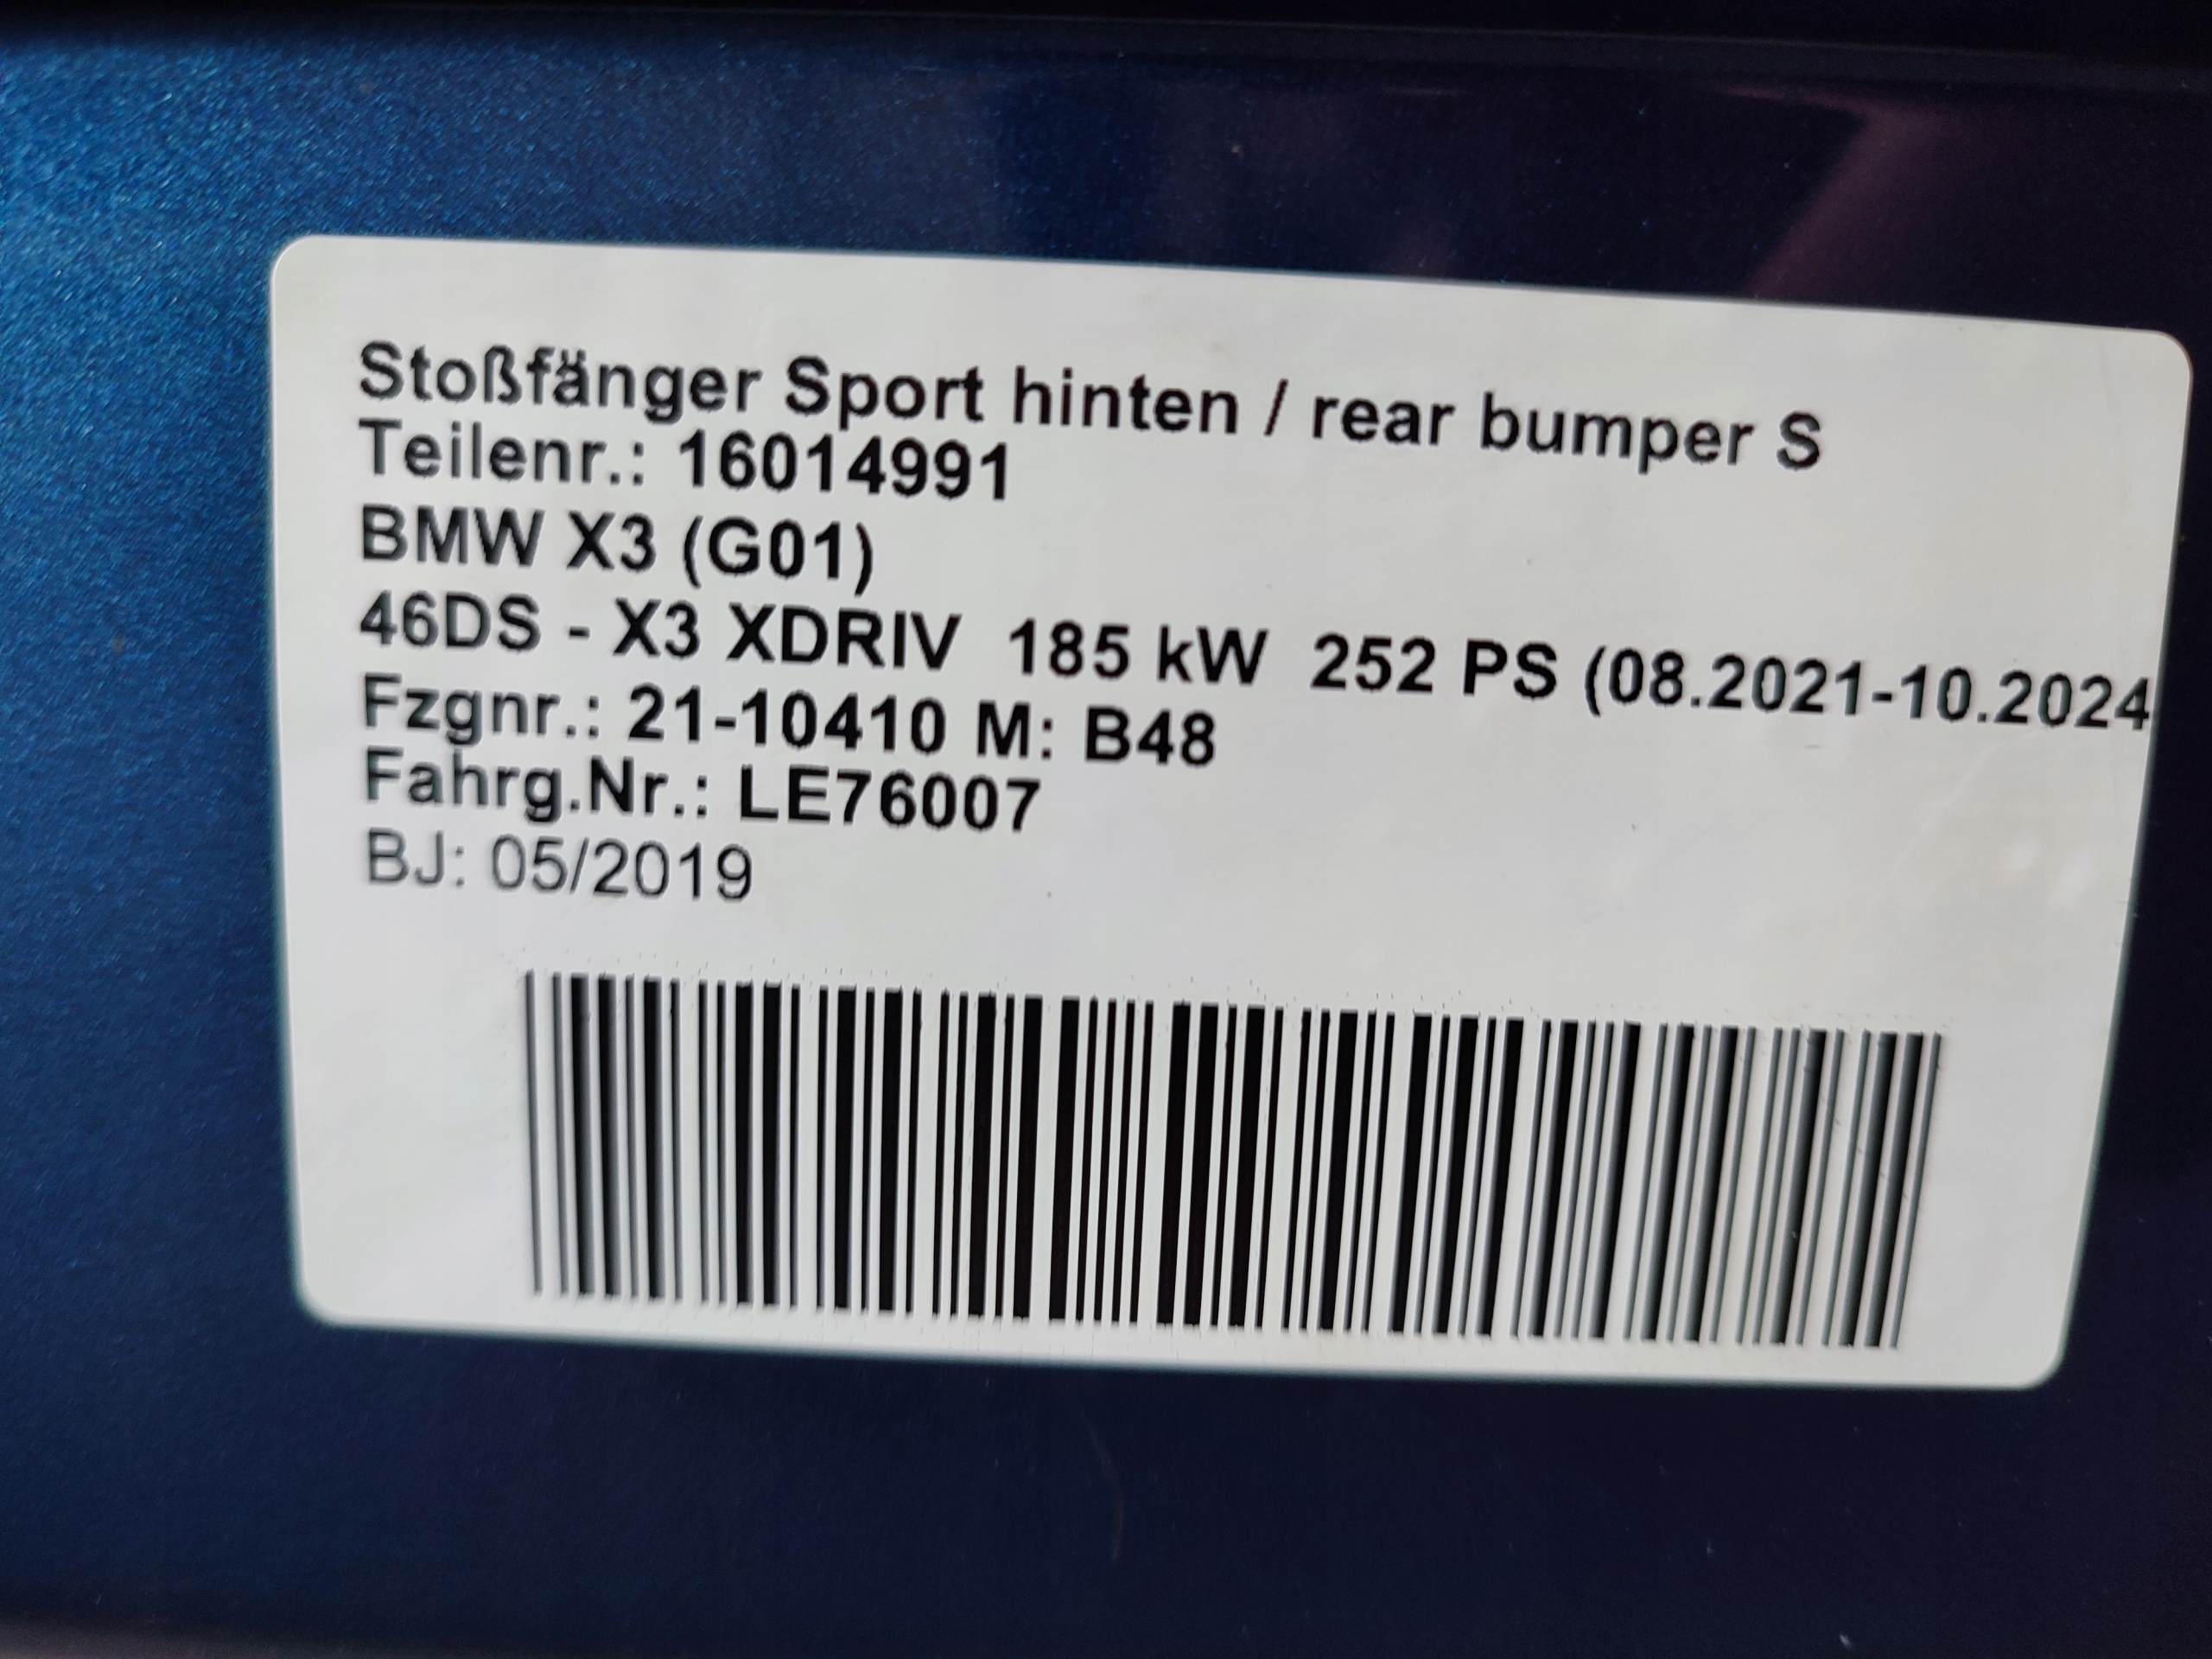 Stoßfänger Sport hinten / rear bumper S
Teilenr.: 16014991
BMW X3 (G01)
46DS - X3 XDRIV 185 kW 252 PS (08.2021-10.2024
Fzgnr.: 21-10410 M: B48
Fahrg.Nr.: LE76007
BJ: 05/2019